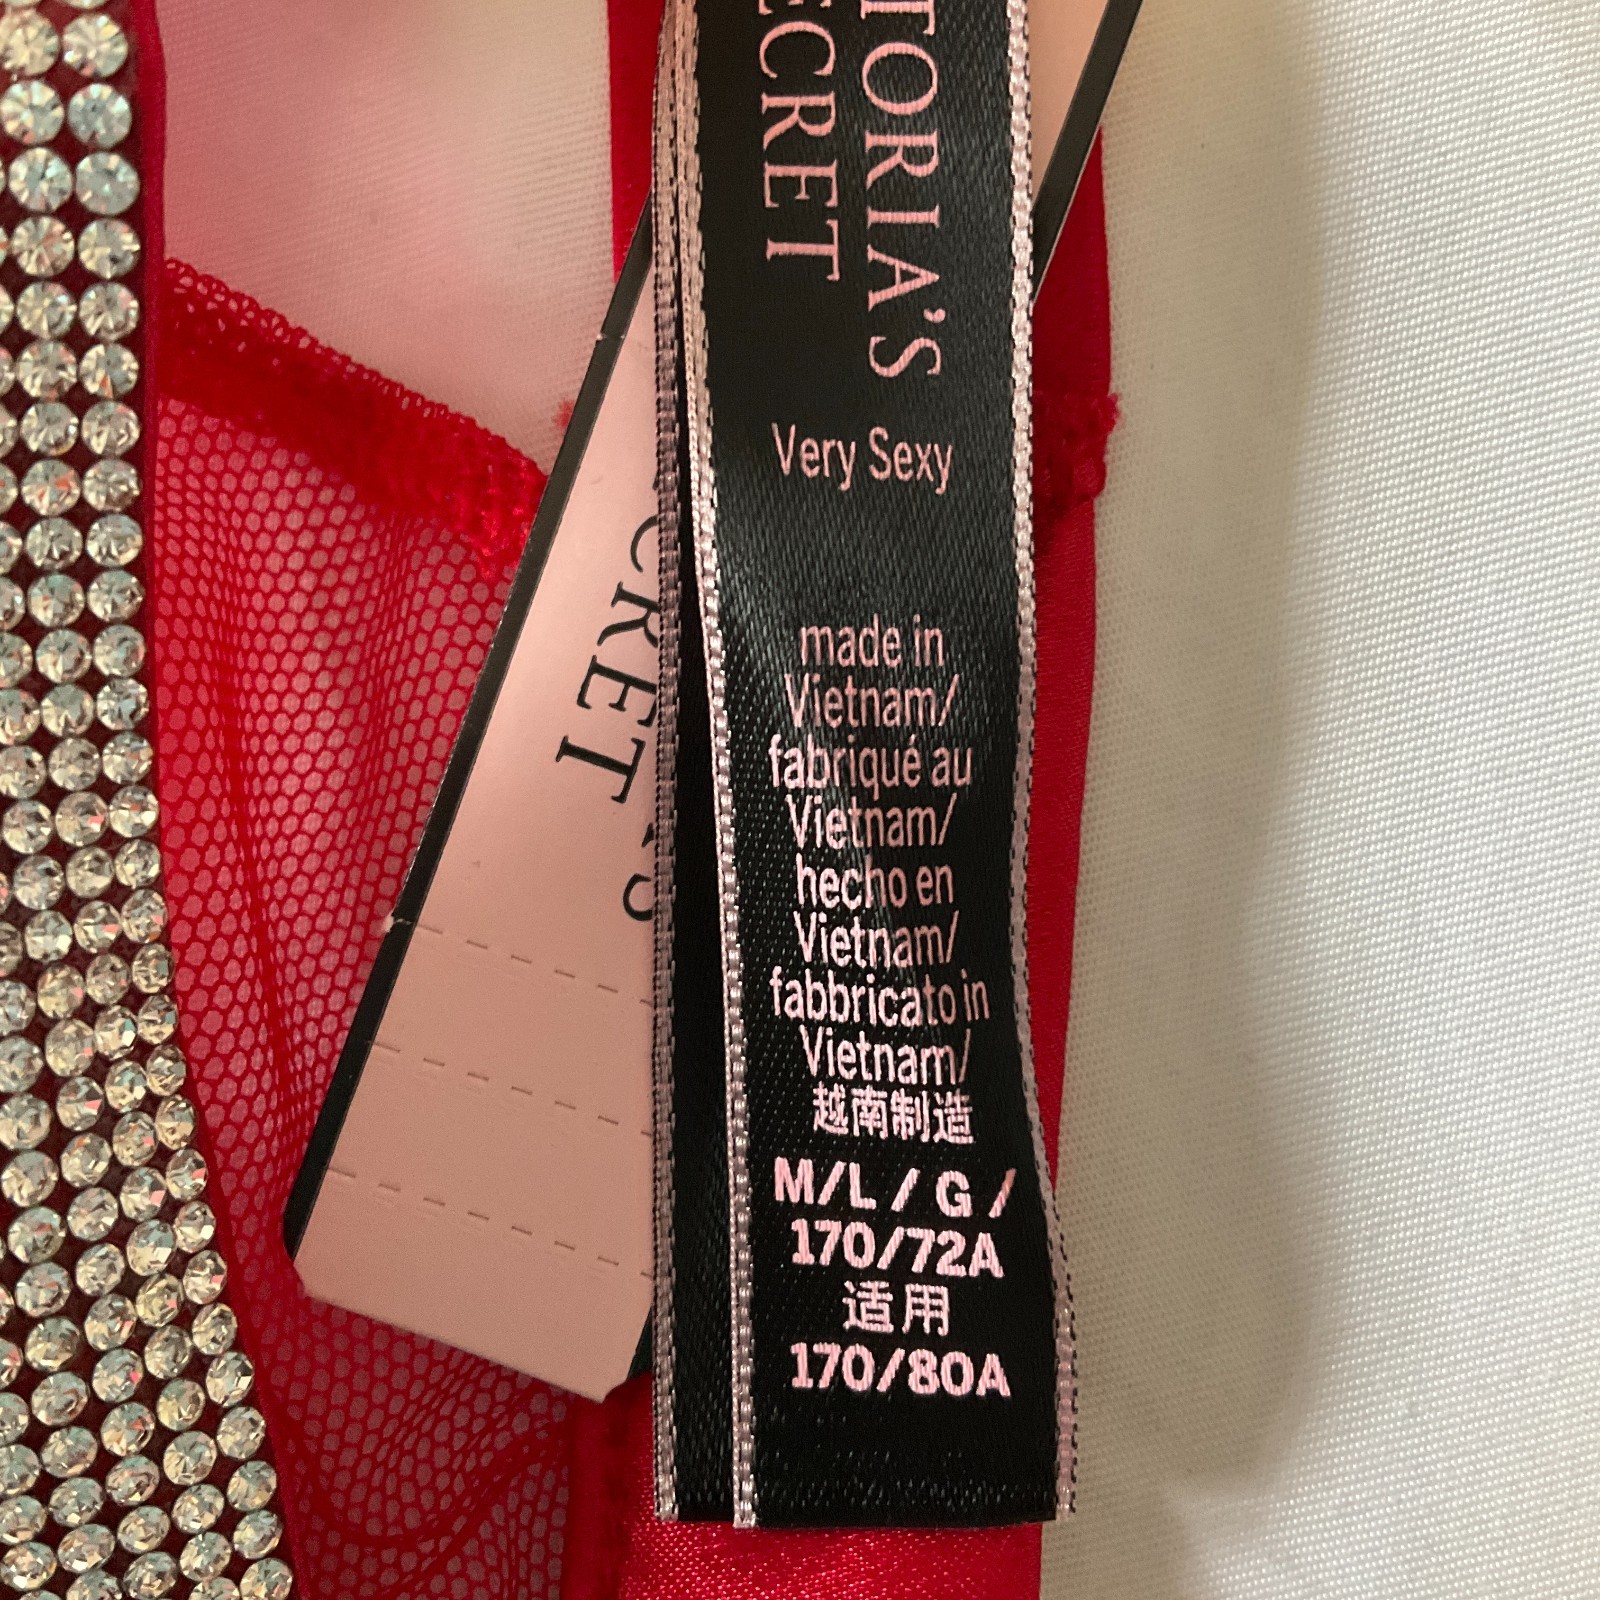 TORIA'S
ECRET
Very Sexy
made in
Vietnam/
fabriqué au
Vietnam/
hecho en
Vietnam/
fabbricato in
Vietnam/
越南制造
M/L / G /
170/72A
适用
170/80A
CRET
'S